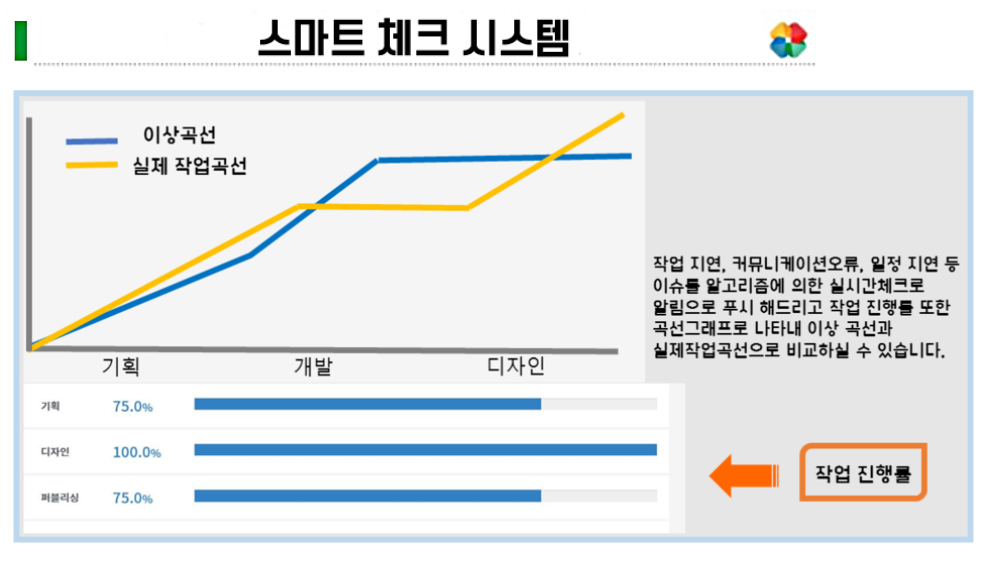 스마트 체크 시스템
이상곡선
실제 작업곡선
기획 개발 디자인
작업 지연, 커뮤니케이션오류, 일정 지연 등
이슈를 알고리즘에 의한 실시간체크로
알림으로 푸시 해드리고 작업 진행률 또한
곡선그래프로 나타내 이상 곡선과
실제작업곡선으로 비교하실 수 있습니다.
기획 75.0%
디자인 100.0%
퍼블리싱 75.0%
작업 진행률